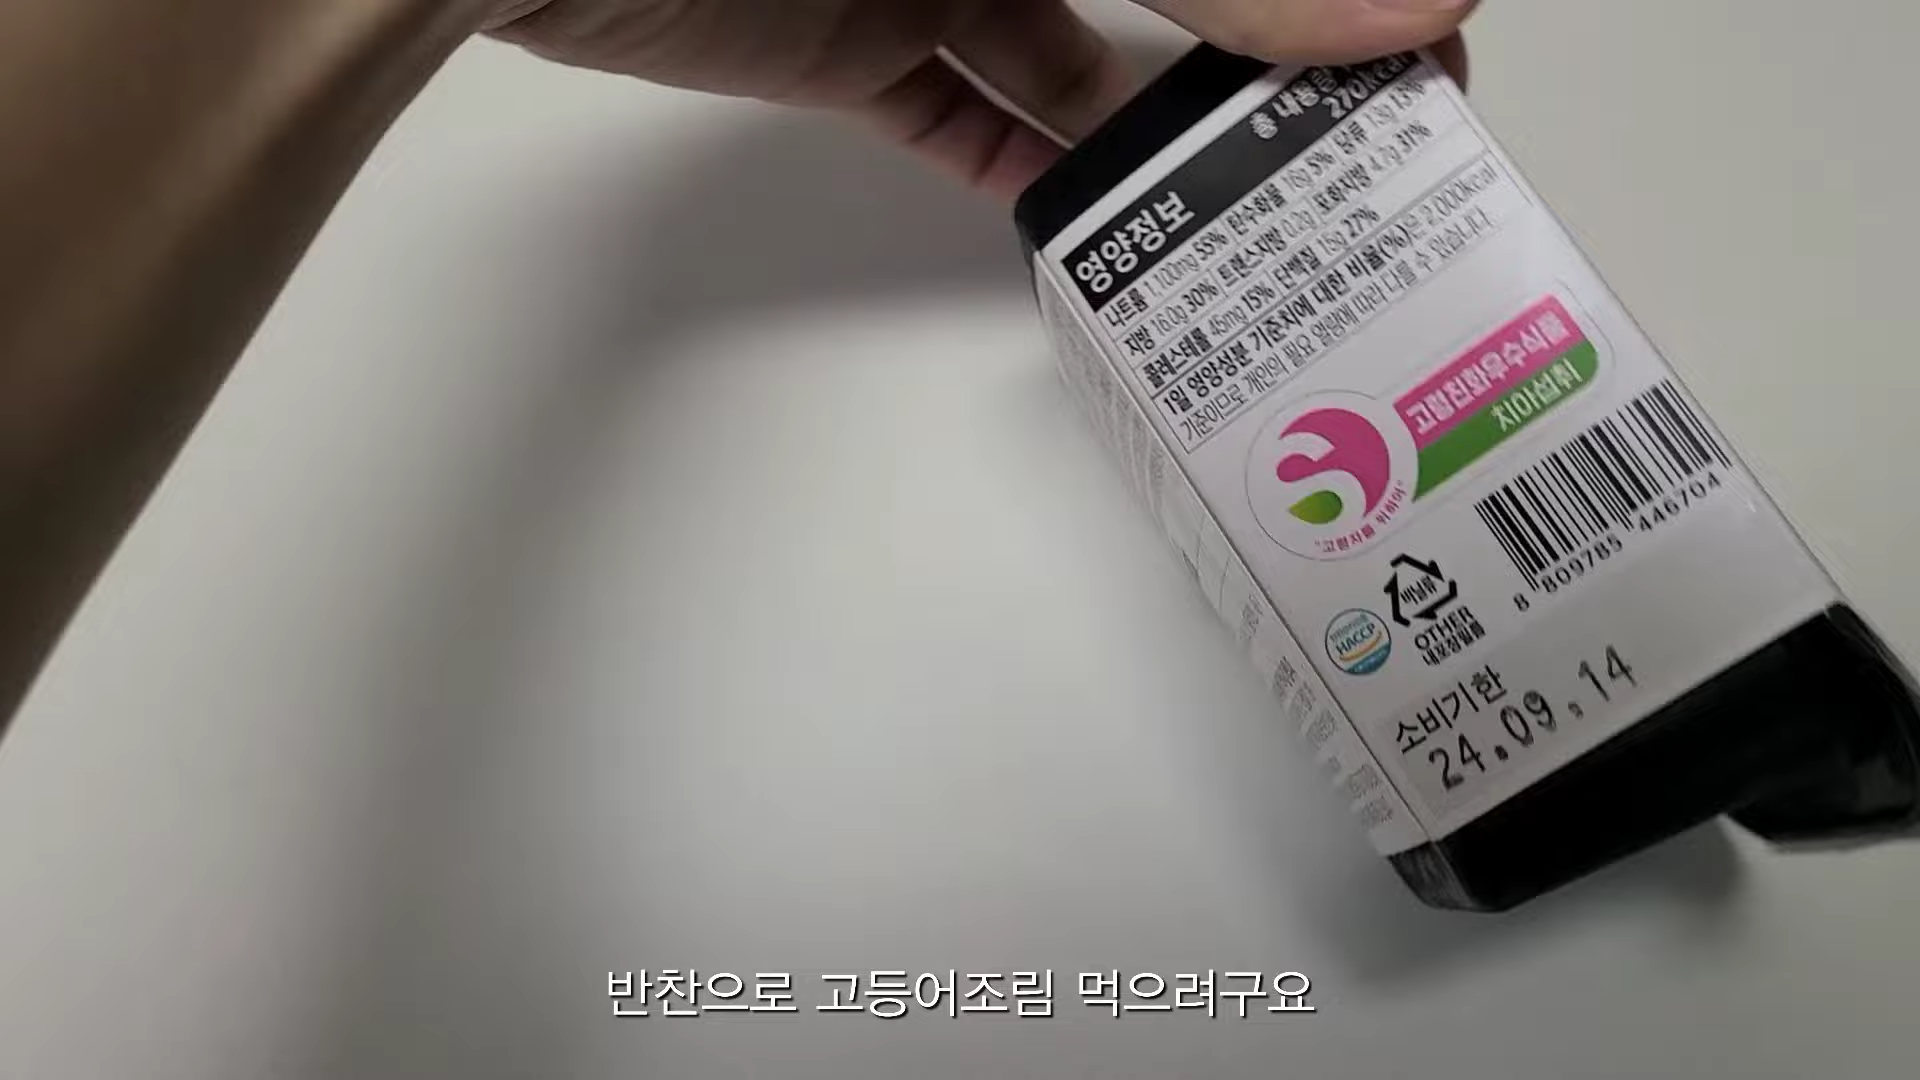 총 내용량
270kcal
영양정보
나트륨 1,100mg 55% 탄수화물 16g 5% 당류 13g 13%
지방 16.0g 30% 트랜스지방 0.2g 포화지방 4.7g 31%
콜레스테롤 45mg 15% 단백질 15g 27%
1일 영양성분 기준치에 대한 비율(%)은 2,000kcal
기준이므로 개인의 필요 열량에 따라 다를 수 있습니다.
고령친화우수식품
치아섭취
"고령자를 위하여"
8 809785 446704
비닐류
OTHER
내포장필름
HACCP
소비기한
24.09.14
반찬으로 고등어조림 먹으려구요